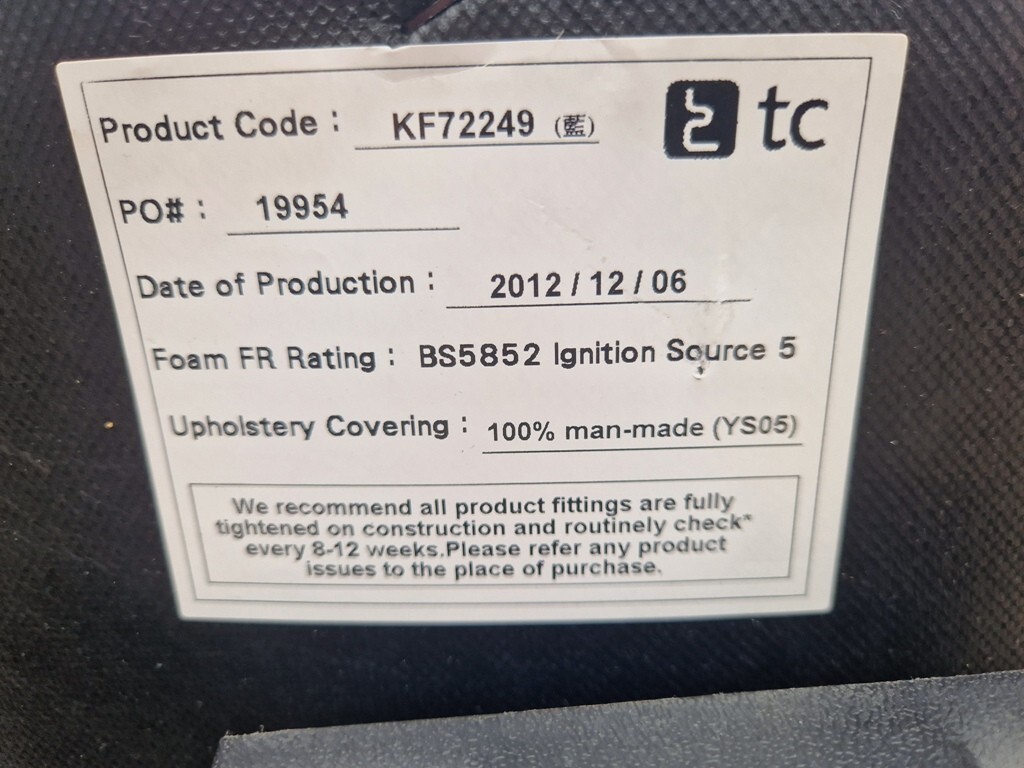 Product Code : KF72249 (藍)
tc
PO# : 19954
Date of Production : 2012 / 12 / 06
Foam FR Rating : BS5852 Ignition Source 5
Upholstery Covering : 100% man-made (YS05)
We recommend all product fittings are fully
tightened on construction and routinely check*
every 8-12 weeks.Please refer any product
issues to the place of purchase.